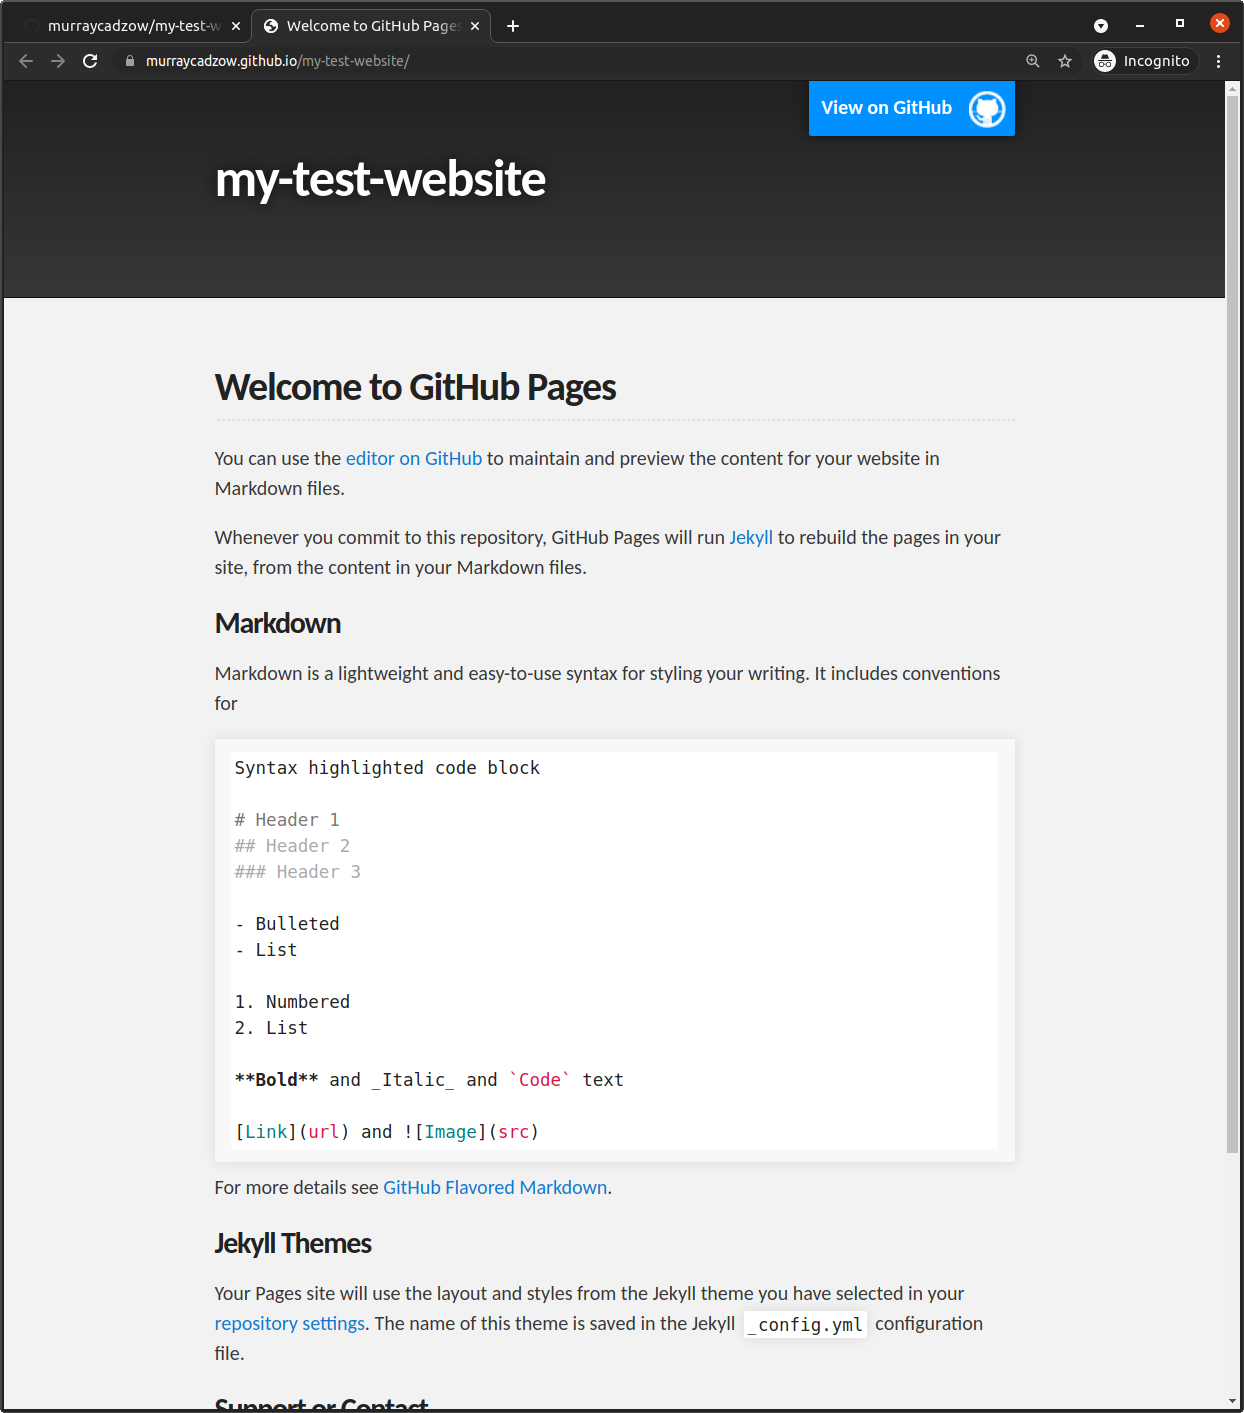 murraycadzow/my-test-w
Welcome to GitHub Pages
murraycadzow.github.io/my-test-website/
Incognito
View on GitHub
my-test-website
Welcome to GitHub Pages
You can use the editor on GitHub to maintain and preview the content for your website in
Markdown files.
Whenever you commit to this repository, GitHub Pages will run Jekyll to rebuild the pages in your
site, from the content in your Markdown files.
Markdown
Markdown is a lightweight and easy-to-use syntax for styling your writing. It includes conventions
for
Syntax highlighted code block
# Header 1
## Header 2
### Header 3
- Bulleted
- List
1. Numbered
2. List
**Bold** and _Italic_ and `Code` text
[Link](url) and ![Image](src)
For more details see GitHub Flavored Markdown.
Jekyll Themes
Your Pages site will use the layout and styles from the Jekyll theme you have selected in your
repository settings. The name of this theme is saved in the Jekyll _config.yml configuration
file.
Support or Contact